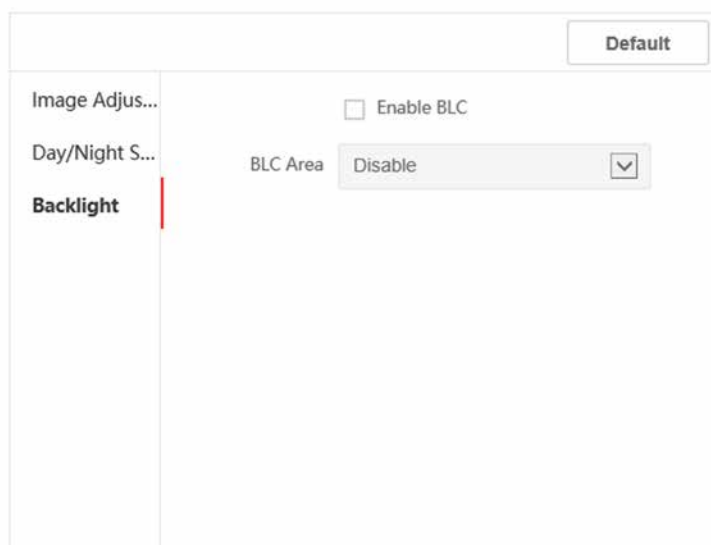 Default
Image Adjus...
Enable BLC
Day/Night S...
BLC Area Disable
Backlight